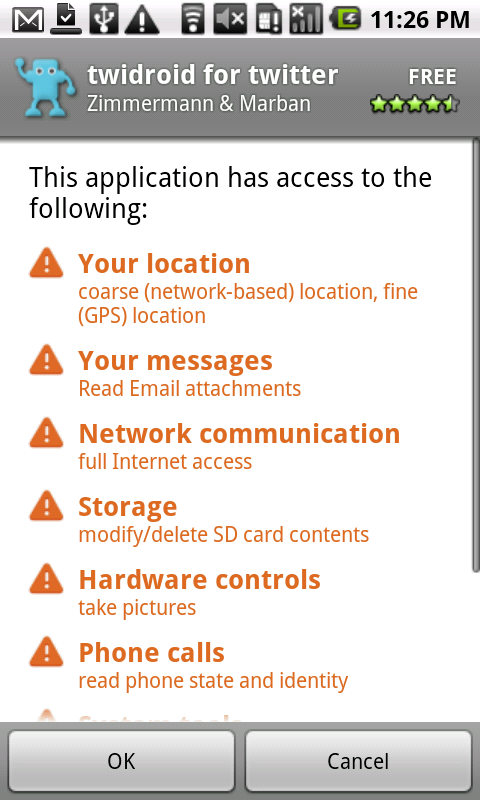 11:26 PM
twidroid for twitter
FREE
Zimmermann & Marban
This application has access to the
following:
Your location
coarse (network-based) location, fine
(GPS) location
Your messages
Read Email attachments
Network communication
full Internet access
Storage
modify/delete SD card contents
Hardware controls
take pictures
Phone calls
read phone state and identity
System tools
OK
Cancel